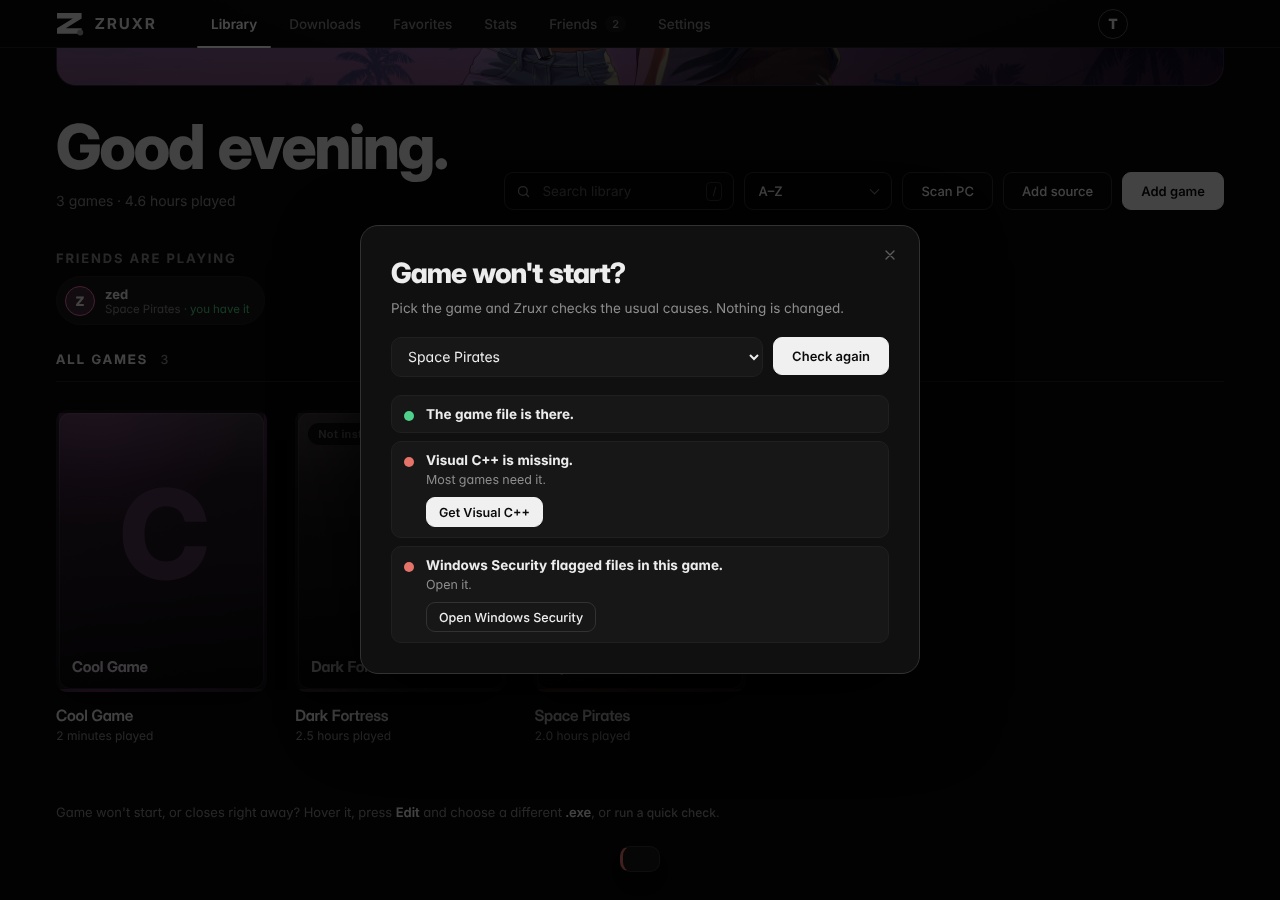 ZRUXR
Library
Downloads
Favorites
Stats
Friends 2
Settings
T
Good evening.
3 games · 4.6 hours played
Search library /
A–Z
Scan PC
Add source
Add game
FRIENDS ARE PLAYING
Z
zed
Space Pirates · you have it
ALL GAMES 3
Game won't start?
Pick the game and Zruxr checks the usual causes. Nothing is changed.
Space Pirates
Check again
The game file is there.
Visual C++ is missing.
Most games need it.
Get Visual C++
Windows Security flagged files in this game.
Open it.
Open Windows Security
C
Cool Game
Cool Game
2 minutes played
Not
Dark
Dark Fortress
2.5 hours played
Space Pirates
2.0 hours played
Game won't start, or closes right away? Hover it, press Edit and choose a different .exe, or run a quick check.